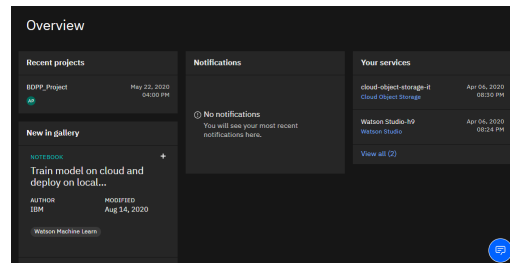 Overview
Recent projects
BDPP_Project
May 22, 2020
04:00 PM
AP
New in gallery
NOTEBOOK
+
Train model on cloud and
deploy on local...
AUTHOR
MODIFIED
IBM
Aug 14, 2020
Watson Machine Learn
Notifications
No notifications
You will see your most recent
notifications here.
Your services
cloud-object-storage-it
Apr 06, 2020
Cloud Object Storage
08:30 PM
Watson Studio-h9
Apr 06, 2020
Watson Studio
08:24 PM
View all (2)